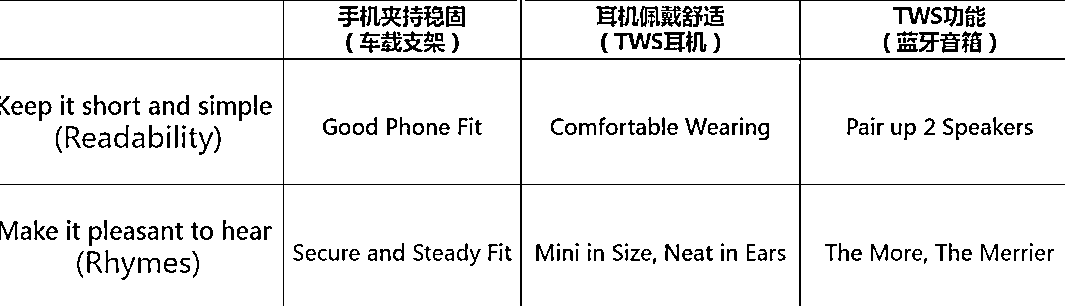 手机夹持稳固
（车载支架）
耳机佩戴舒适
（TWS耳机）
TWS功能
（蓝牙音箱）
Keep it short and simple
(Readability)
Good Phone Fit
Comfortable Wearing
Pair up 2 Speakers
Make it pleasant to hear
(Rhymes)
Secure and Steady Fit
Mini in Size, Neat in Ears
The More, The Merrier